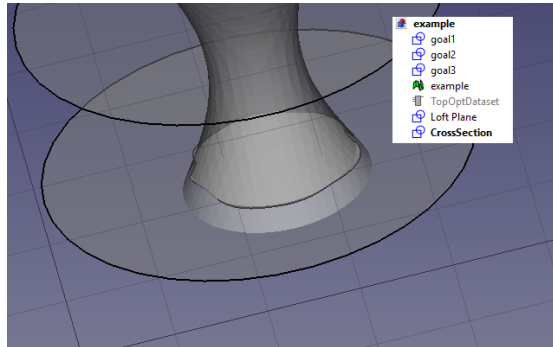 example
goal1
goal2
goal3
example
TopOptDataset
Loft Plane
CrossSection